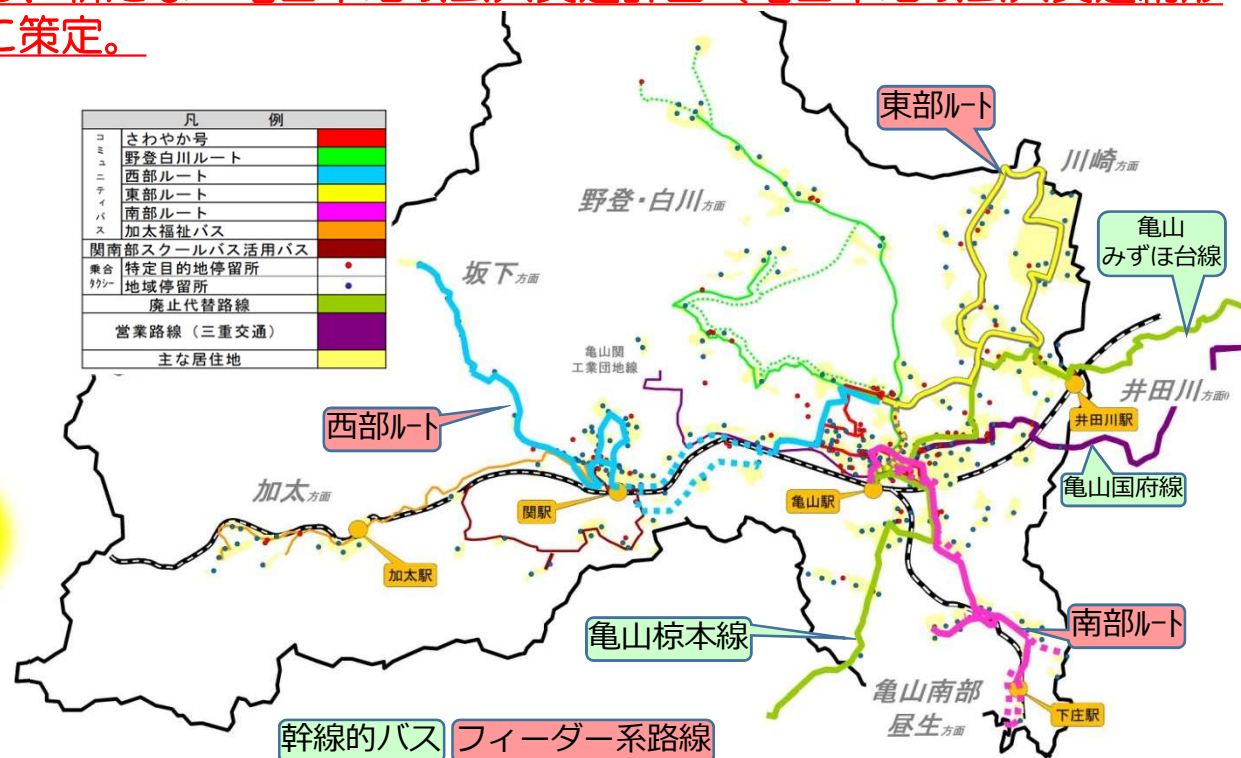 に策定。
凡 例
コミュニティバス
さわやか号
野登白川ルート
西部ルート
東部ルート
南部ルート
加太福祉バス
関南部スクールバス活用バス
乗合タクシー
特定目的地停留所
地域停留所
廃止代替路線
営業路線（三重交通）
主な居住地
東部ルート
川崎方面
野登・白川方面
亀山
みずほ台線
坂下方面
亀山関
工業団地線
井田川方面
井田川駅
西部ルート
亀山国府線
加太方面
関駅
亀山駅
加太駅
亀山椋本線
南部ルート
亀山南部
昼生方面
下庄駅
幹線的バス
フィーダー系路線